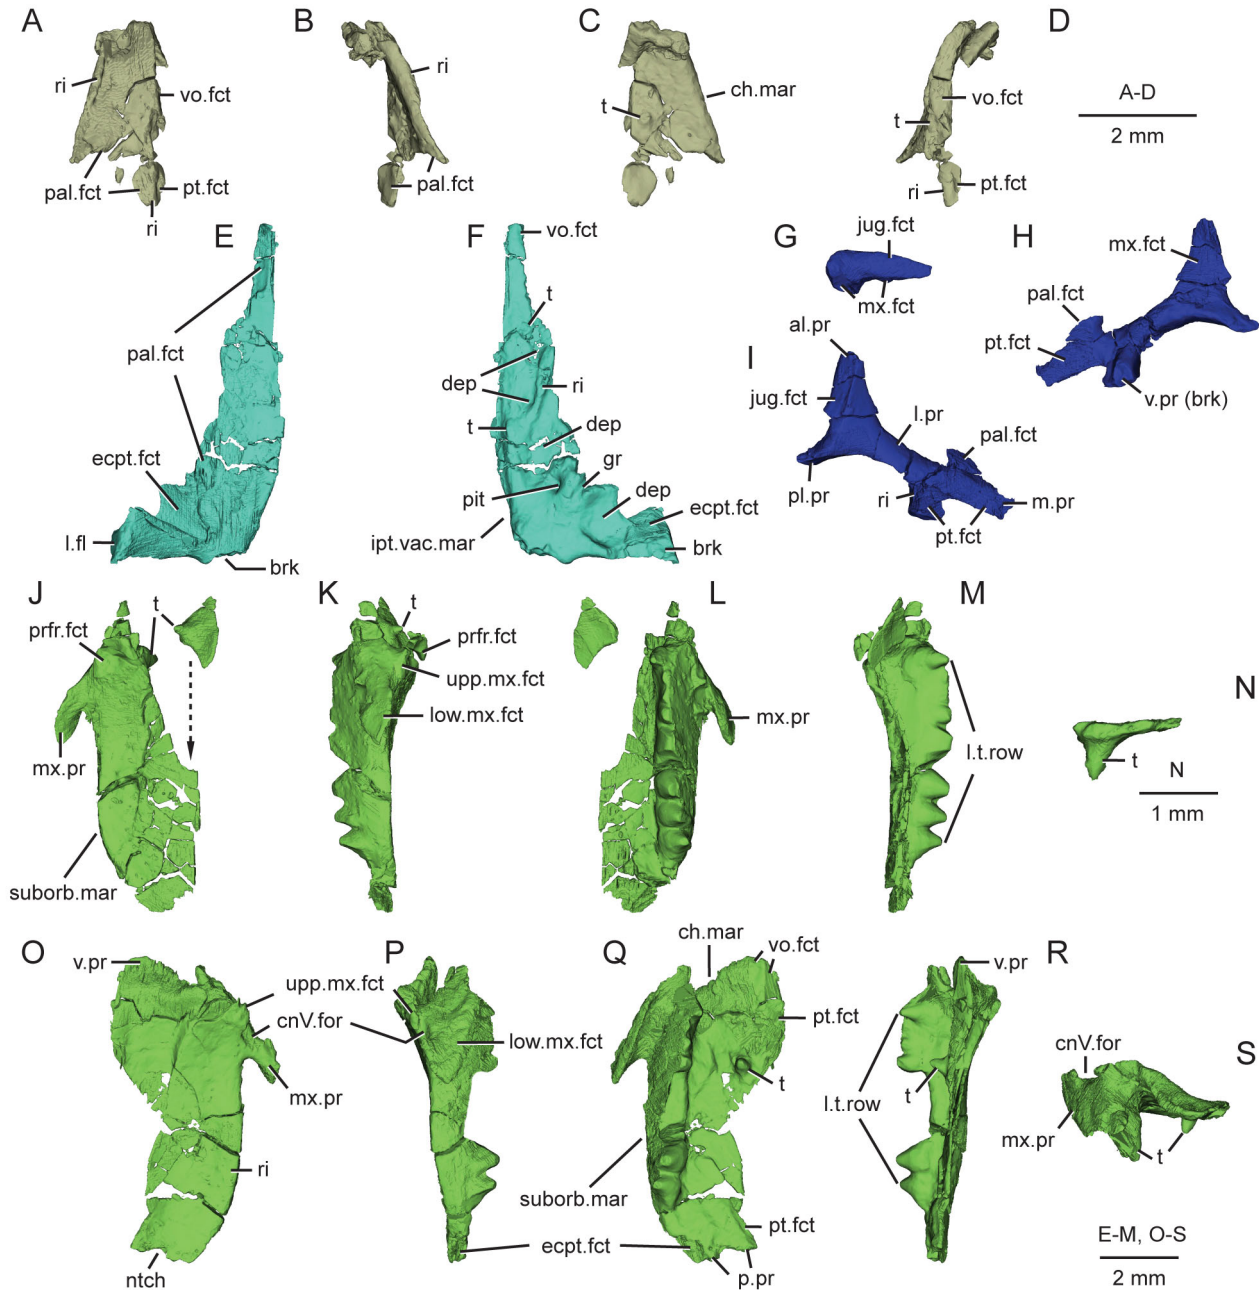 A
B
C
D
ri
vo.fct
pal.fct
pt.fct
ri
ri
pal.fct
t
ch.mar
vo.fct
t
ri
pt.fct
A-D
2 mm
E
F
G
H
pal.fct
ecpt.fct
l.fl
brk
vo.fct
t
dep
ri
t
dep
gr
pit
dep
ecpt.fct
ipt.vac.mar
brk
jug.fct
mx.fct
mx.fct
pal.fct
pt.fct
v.pr (brk)
I
al.pr
jug.fct
l.pr
pal.fct
pl.pr
ri
m.pr
pt.fct
J
K
L
M
N
t
prfr.fct
mx.pr
suborb.mar
t
prfr.fct
upp.mx.fct
low.mx.fct
mx.pr
l.t.row
t
N
1 mm
O
P
Q
R
S
v.pr
upp.mx.fct
cnV.for
mx.pr
ri
ntch
low.mx.fct
ecpt.fct
ch.mar
vo.fct
pt.fct
t
suborb.mar
pt.fct
p.pr
v.pr
l.t.row
t
cnV.for
mx.pr
t
E-M, O-S
2 mm